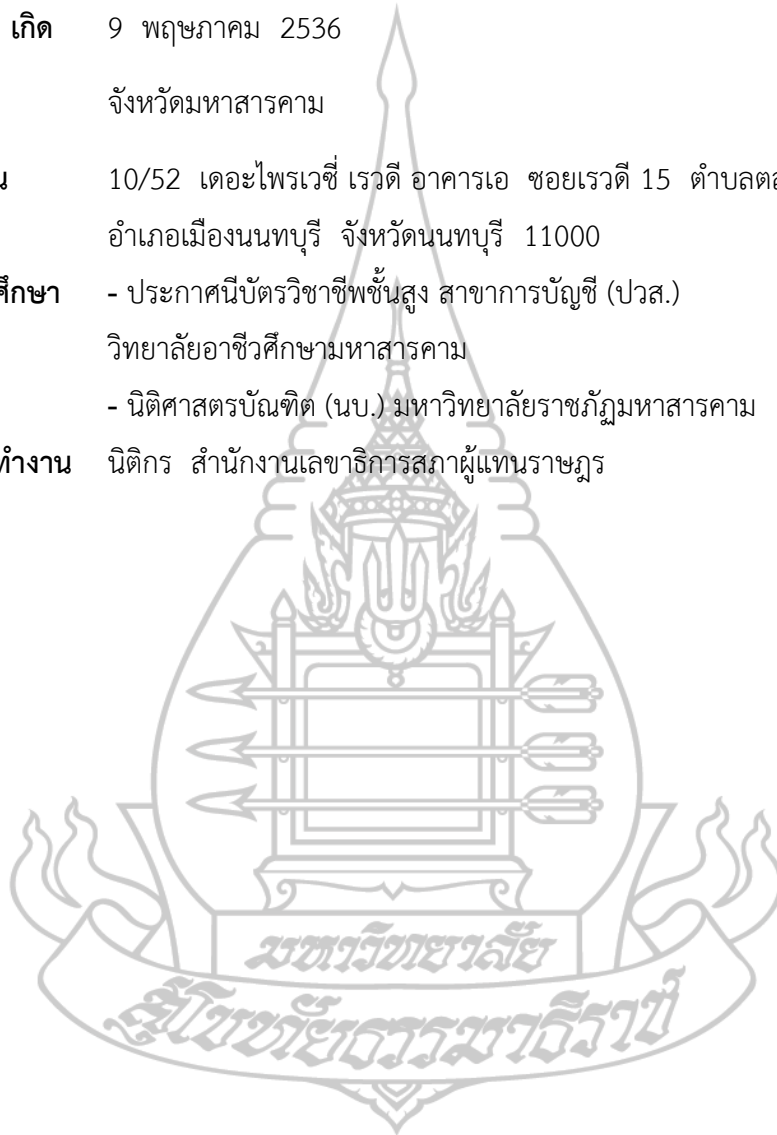 เกิด 9 พฤษภาคม 2536
จังหวัดมหาสารคาม
10/52 เดอะไพรเวซี่ เรวดี อาคารเอ ซอยเรวดี 15
อำเภอเมืองนนทบุรี จังหวัดนนทบุรี 11000
- ประกาศนียบัตรวิชาชีพชั้นสูง สาขาการบัญชี (ปวส.)
วิทยาลัยอาชีวศึกษามหาสารคาม
- นิติศาสตรบัณฑิต (นบ.) มหาวิทยาลัยราชภัฏมหาสารคาม
ทำงาน นิติกร สำนักงานเลขาธิการสภาผู้แทนราษฎร
มหาวิทยาลัย
สุโขทัยธรรมาธิราช